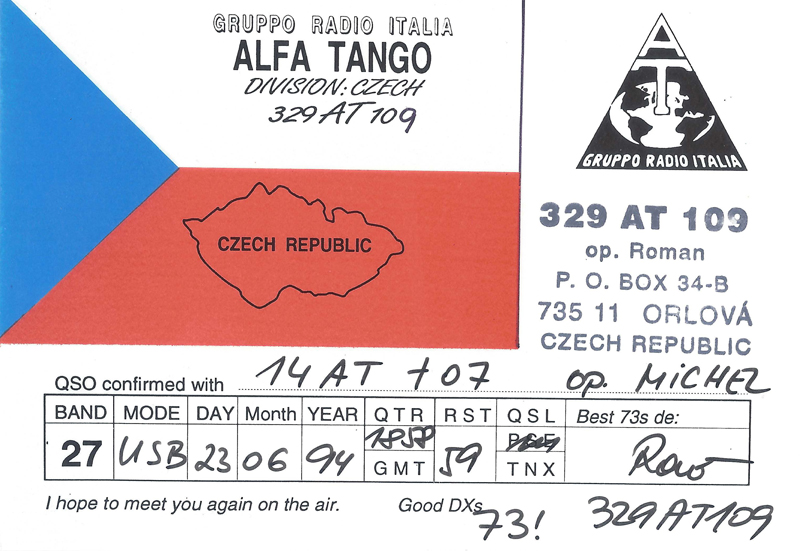 GRUPPO RADIO ITALIA
ALFA TANGO
DIVISION: CZECH
329 AT 109
CZECH REPUBLIC
AT
GRUPPO RADIO ITALIA
329 AT 109
op. Roman
P. O. BOX 34-B
735 11 ORLOVÁ
CZECH REPUBLIC
QSO confirmed with 14 AT 107 op. MiCHEL
BAND MODE DAY Month YEAR QTR RST QSL Best 73s de:
27 USB 23 06 94 1858 GMT 59 PSE TNX
I hope to meet you again on the air. Good DXs 73! 329AT109